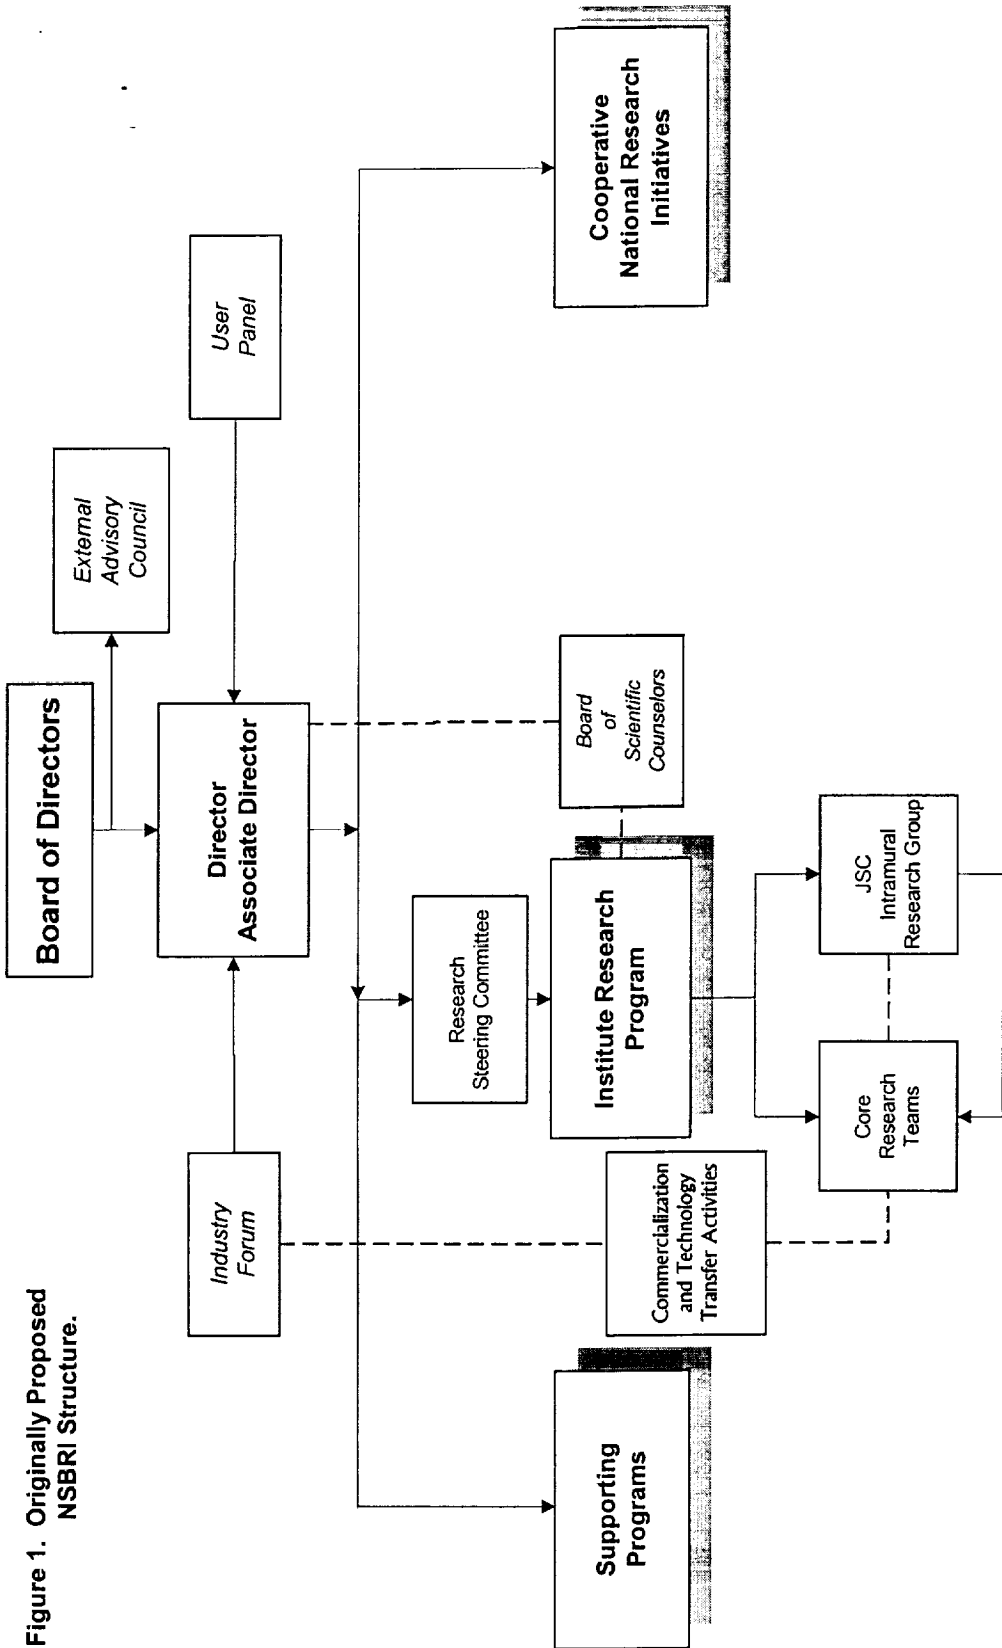 Figure 1. Originally Proposed
NSBRI Structure.
Board of Directors
External
Advisory
Council
Industry
Forum
Director
Associate Director
User
Panel
Research
Steering Committee
Supporting
Programs
Commercialization
and Technology
Transfer Activities
Institute Research
Program
Board
of
Scientific
Counselors
Cooperative
National Research
Initiatives
Core
Research
Teams
JSC
Intramural
Research Group